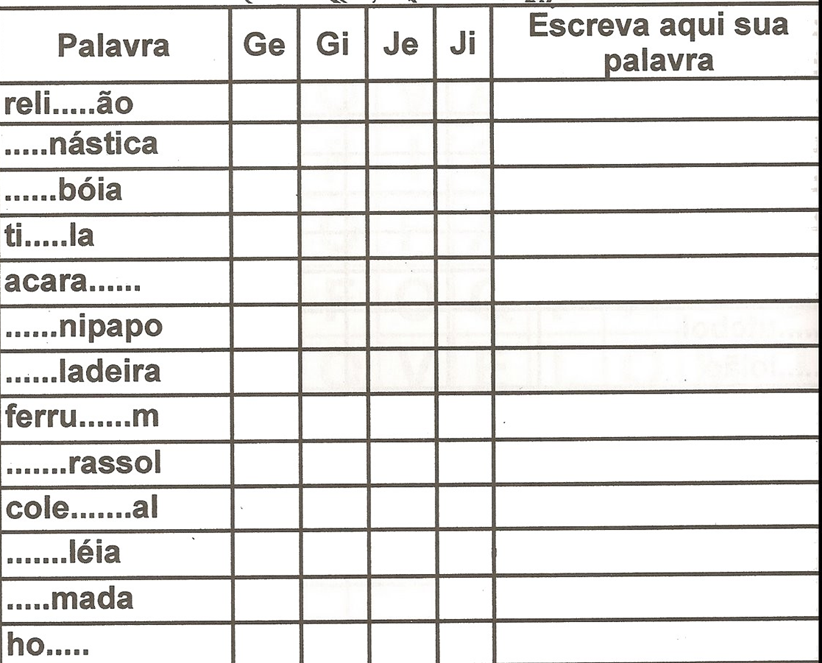 Palavra Ge Gi Je Ji Escreva aqui sua
palavra
reli.....ão
.....nástica
......bóia
ti.....la
acara......
......nipapo
......ladeira
ferru......m
.......rassol
cole.......al
.......léia
.....mada
ho.....